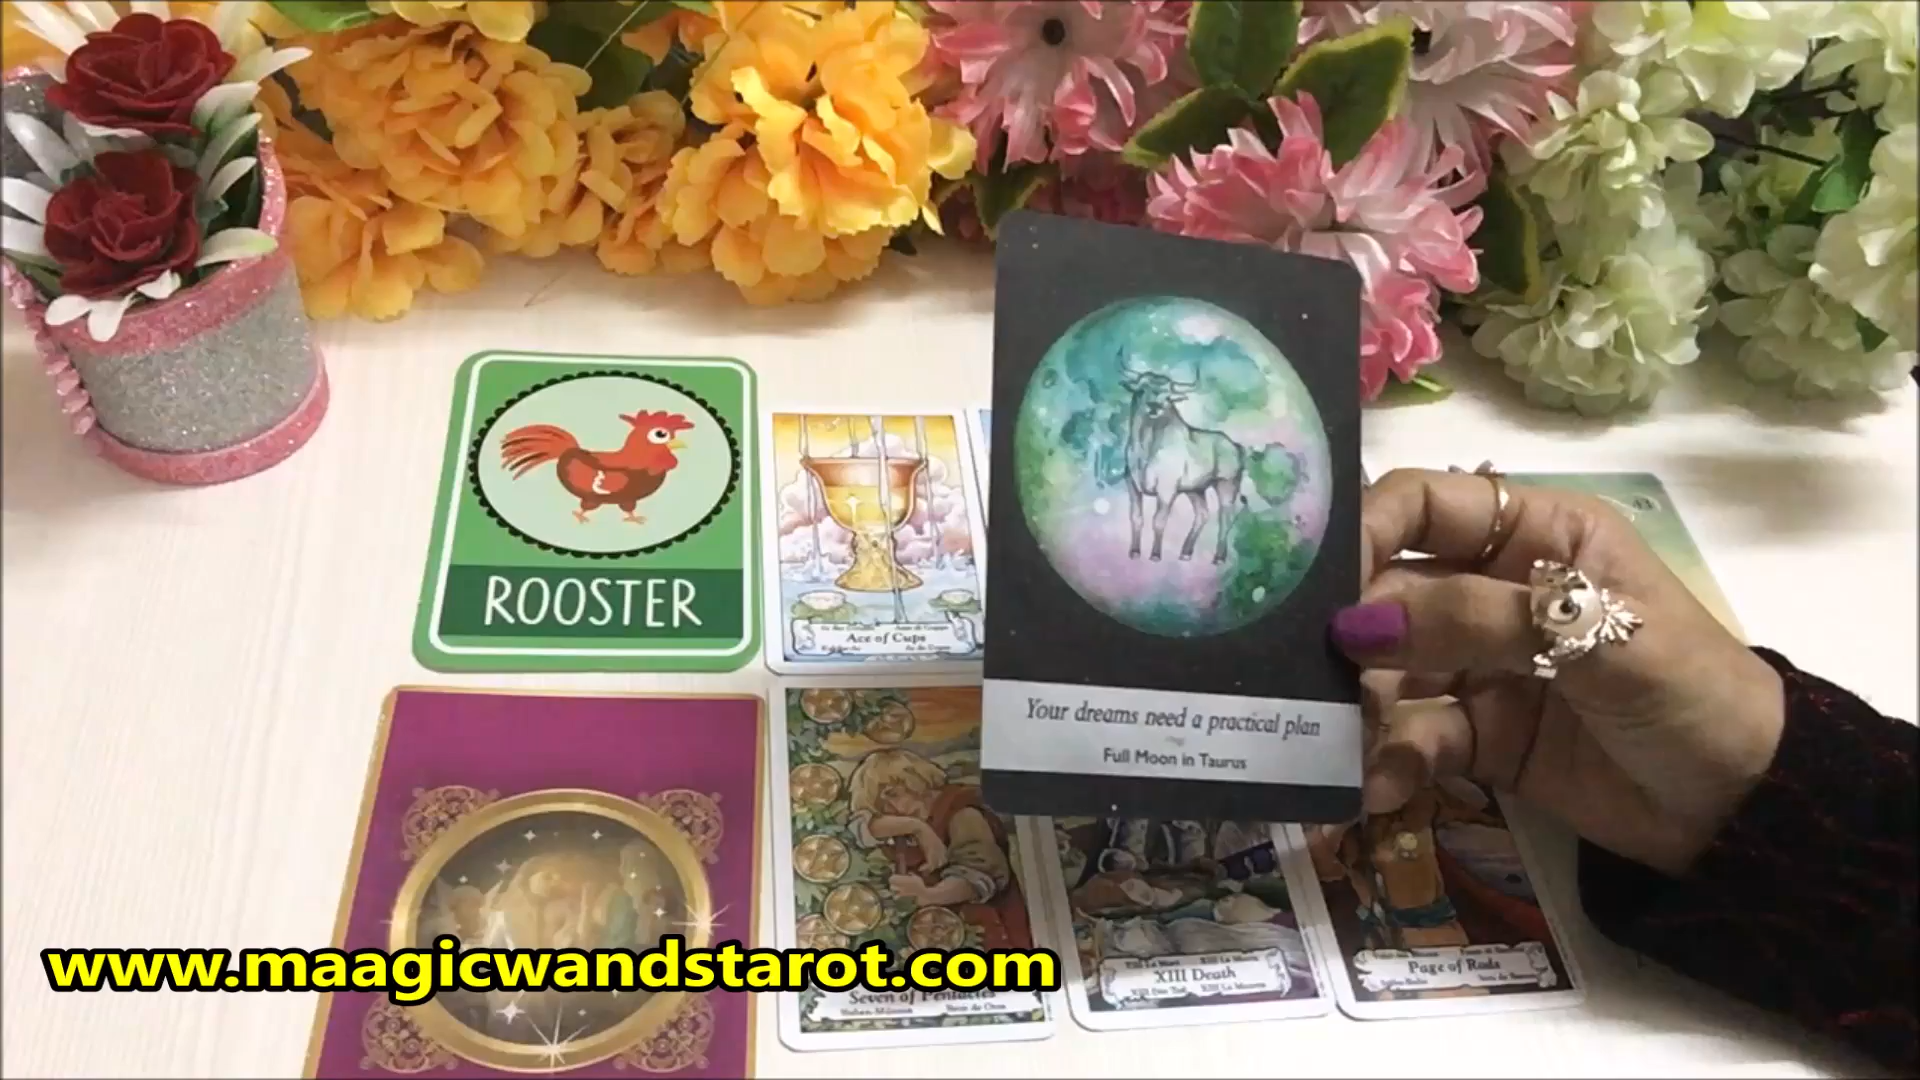 ROOSTER
Ace of Cups
Your dreams need a practical plan
Full Moon in Taurus
www.maagicwandstarot.com
Seven of Pentacles
XIII Death
Page of Rods